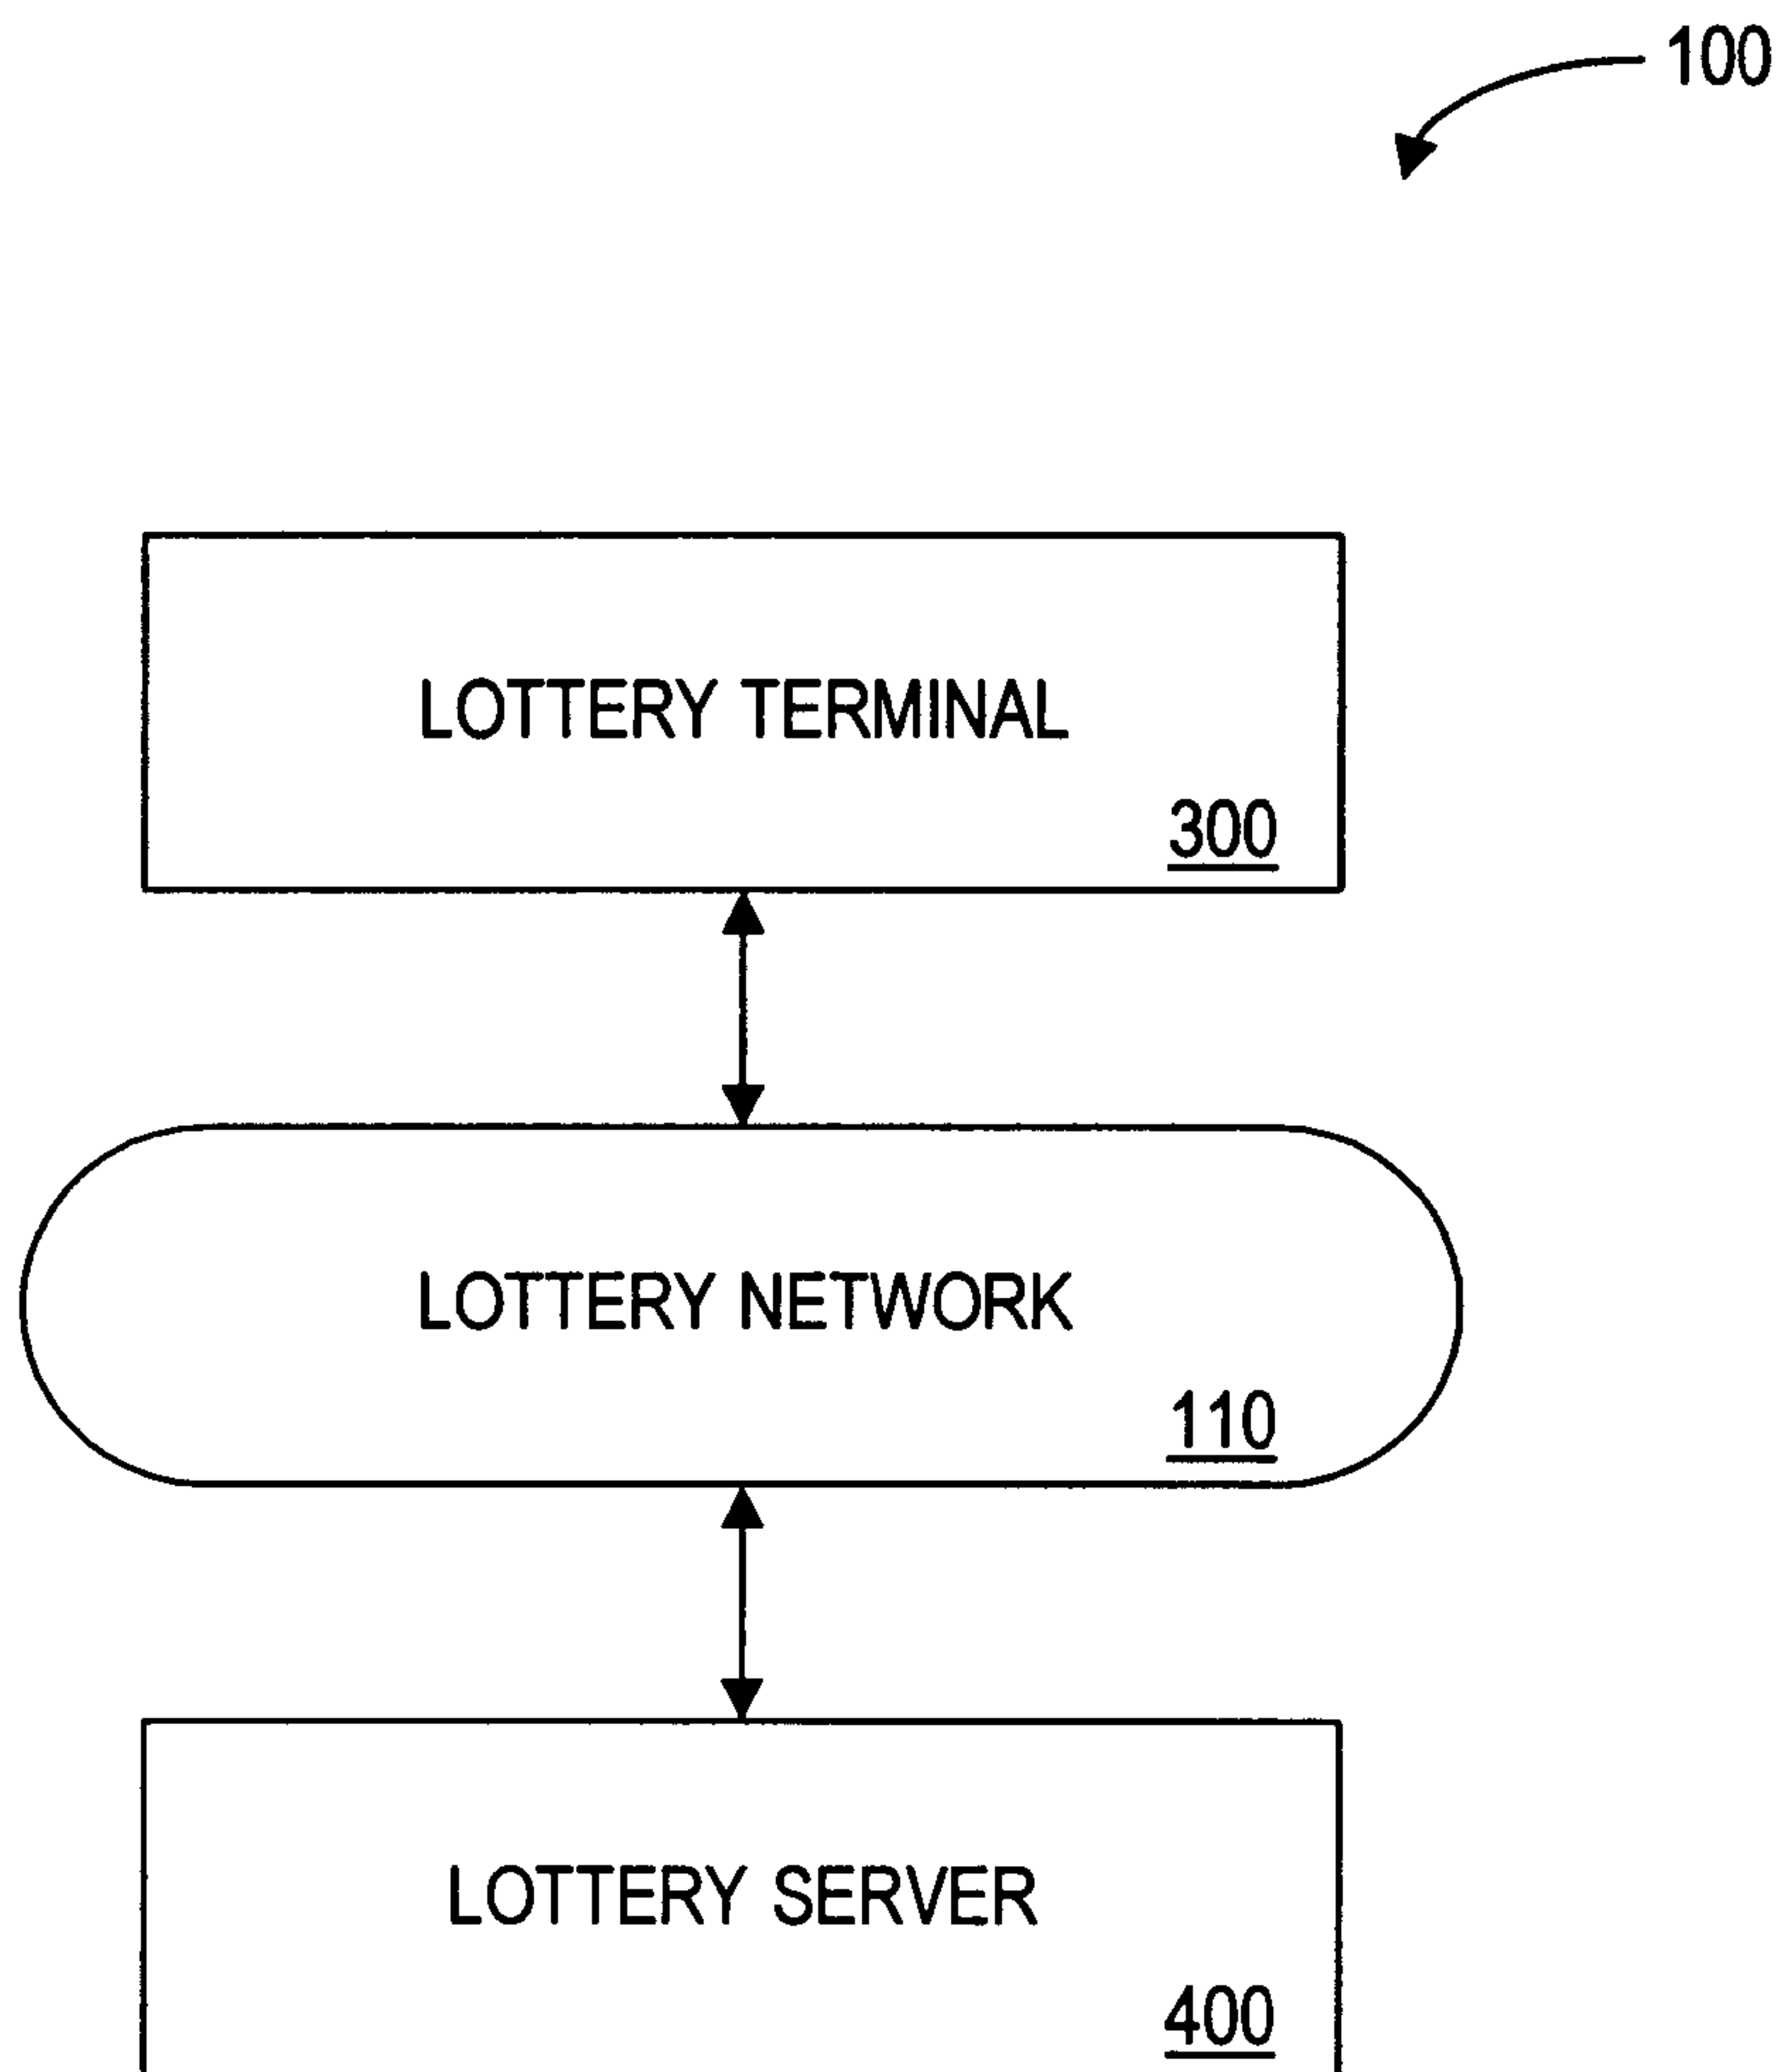 100
LOTTERY TERMINAL
300
LOTTERY NETWORK
110
LOTTERY SERVER
400